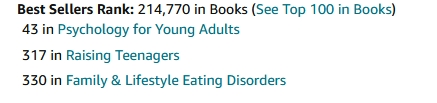 Best Sellers Rank: 214,770 in Books (See Top 100 in Books)
43 in Psychology for Young Adults
317 in Raising Teenagers
330 in Family & Lifestyle Eating Disorders